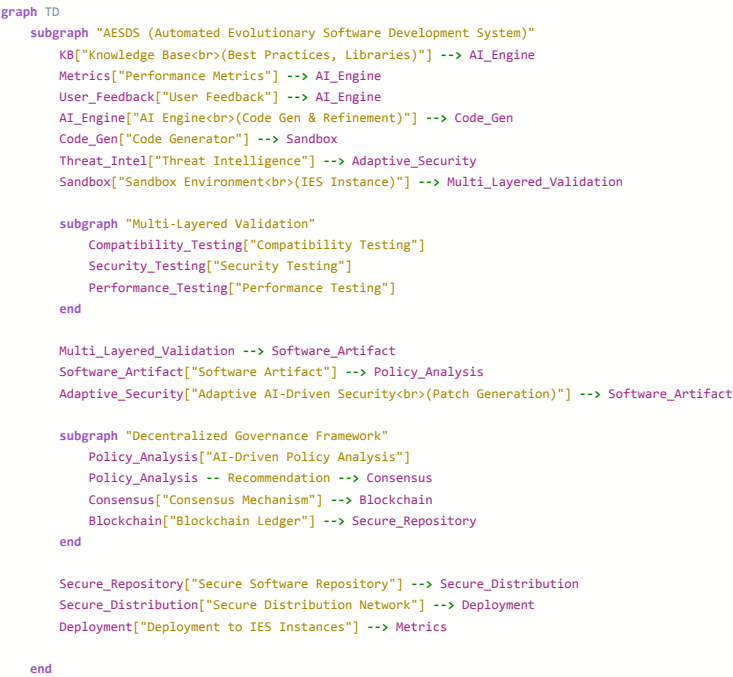 graph TD
    subgraph "AESDS (Automated Evolutionary Software Development System)"
        KB["Knowledge Base<br>(Best Practices, Libraries)"] --> AI_Engine
        Metrics["Performance Metrics"] --> AI_Engine
        User_Feedback["User Feedback"] --> AI_Engine
        AI_Engine["AI Engine<br>(Code Gen & Refinement)"] --> Code_Gen
        Code_Gen["Code Generator"] --> Sandbox
        Threat_Intel["Threat Intelligence"] --> Adaptive_Security
        Sandbox["Sandbox Environment<br>(IES Instance)"] --> Multi_Layered_Validation

        subgraph "Multi-Layered Validation"
            Compatibility_Testing["Compatibility Testing"]
            Security_Testing["Security Testing"]
            Performance_Testing["Performance Testing"]
        end

        Multi_Layered_Validation --> Software_Artifact
        Software_Artifact["Software Artifact"] --> Policy_Analysis
        Adaptive_Security["Adaptive AI-Driven Security<br>(Patch Generation)"] --> Software_Artifact

        subgraph "Decentralized Governance Framework"
            Policy_Analysis["AI-Driven Policy Analysis"]
            Policy_Analysis -- Recommendation --> Consensus
            Consensus["Consensus Mechanism"] --> Blockchain
            Blockchain["Blockchain Ledger"] --> Secure_Repository
        end

        Secure_Repository["Secure Software Repository"] --> Secure_Distribution
        Secure_Distribution["Secure Distribution Network"] --> Deployment
        Deployment["Deployment to IES Instances"] --> Metrics

    end